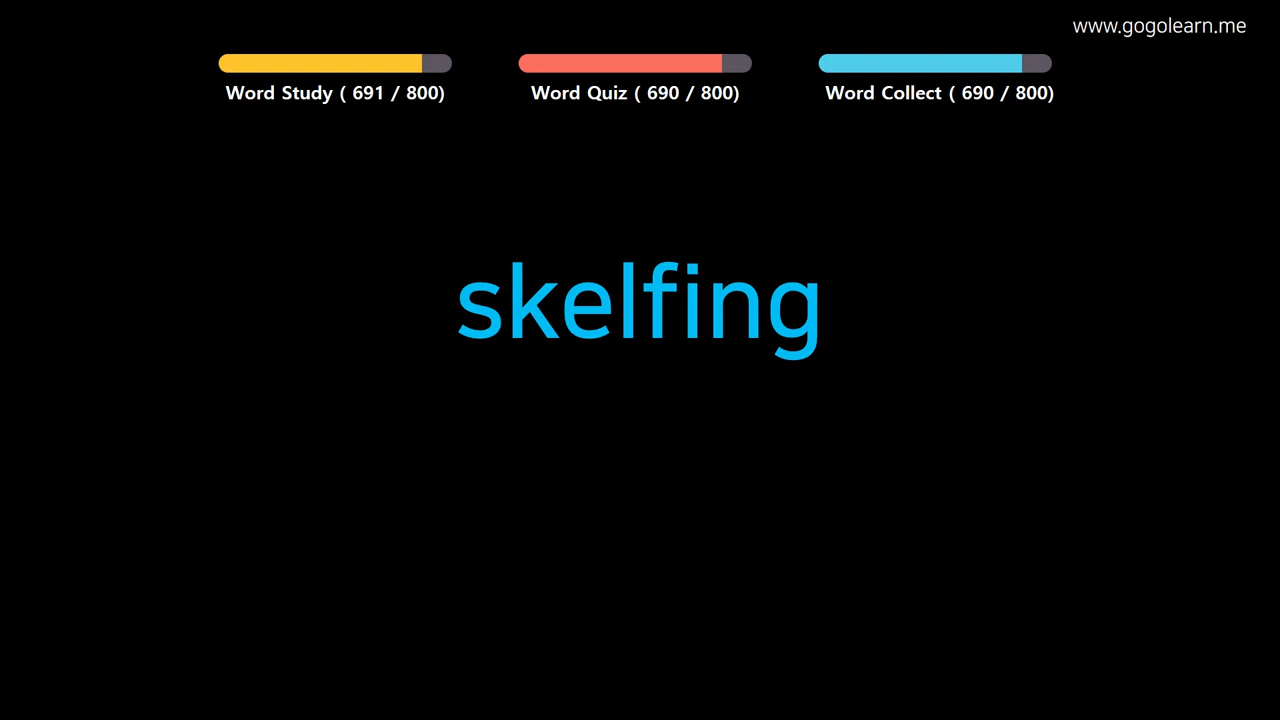 www.gogolearn.me
Word Study ( 691 / 800)
Word Quiz ( 690 / 800)
Word Collect ( 690 / 800)
skelfing